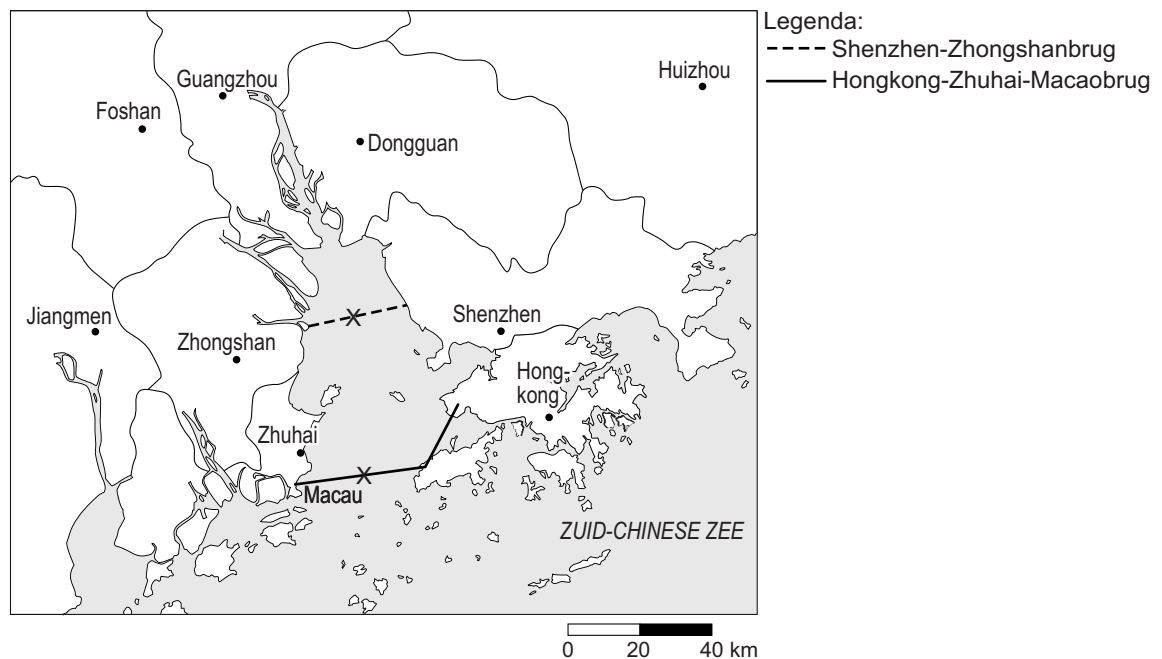 Legenda:
Shenzhen-Zhongshanbrug
Hongkong-Zhuhai-Macaobrug
Guangzhou
Huizhou
Foshan
Dongguan
Jiangmen
Shenzhen
Zhongshan
X
Hong-
kong
Zhuhai
X
Macau
ZUID-CHINESE ZEE
0 20 40 km